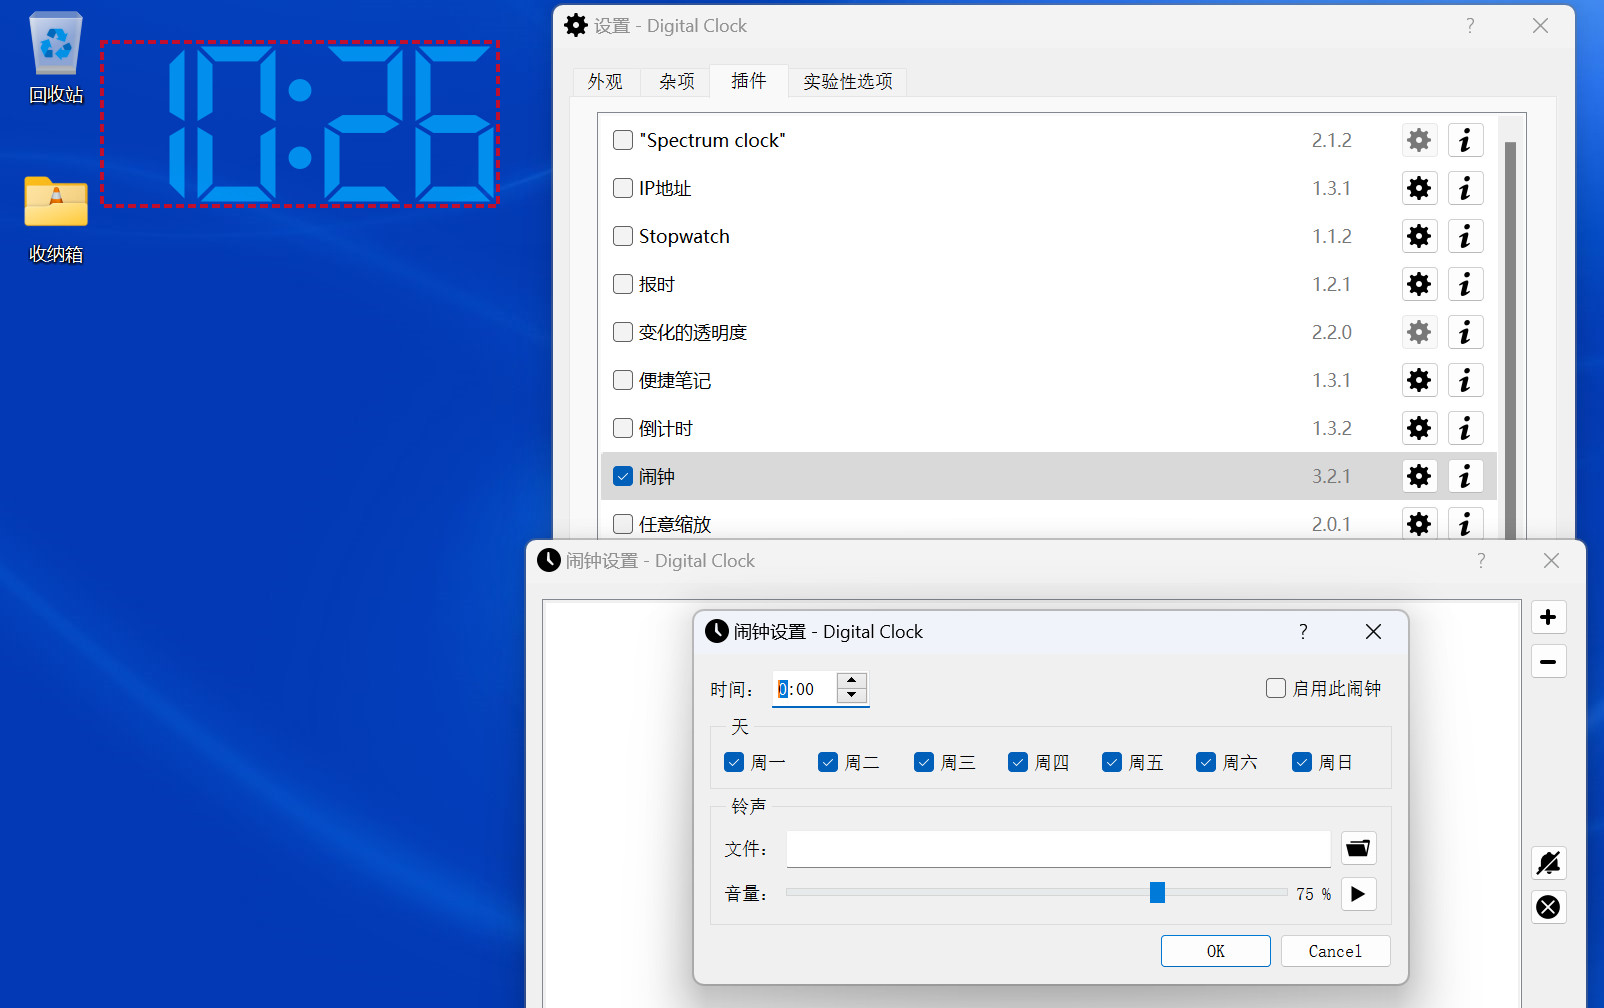 回收站
10:26
收纳箱
设置 - Digital Clock
?
外观 杂项 插件 实验性选项
"Spectrum clock" 2.1.2
IP地址 1.3.1
Stopwatch 1.1.2
报时 1.2.1
变化的透明度 2.2.0
便捷笔记 1.3.1
倒计时 1.3.2
闹钟 3.2.1
任意缩放 2.0.1
闹钟设置 - Digital Clock
?
闹钟设置 - Digital Clock
?
时间: 0:00 启用此闹钟
天
周一 周二 周三 周四 周五 周六 周日
铃声
文件:
音量: 75 %
OK Cancel